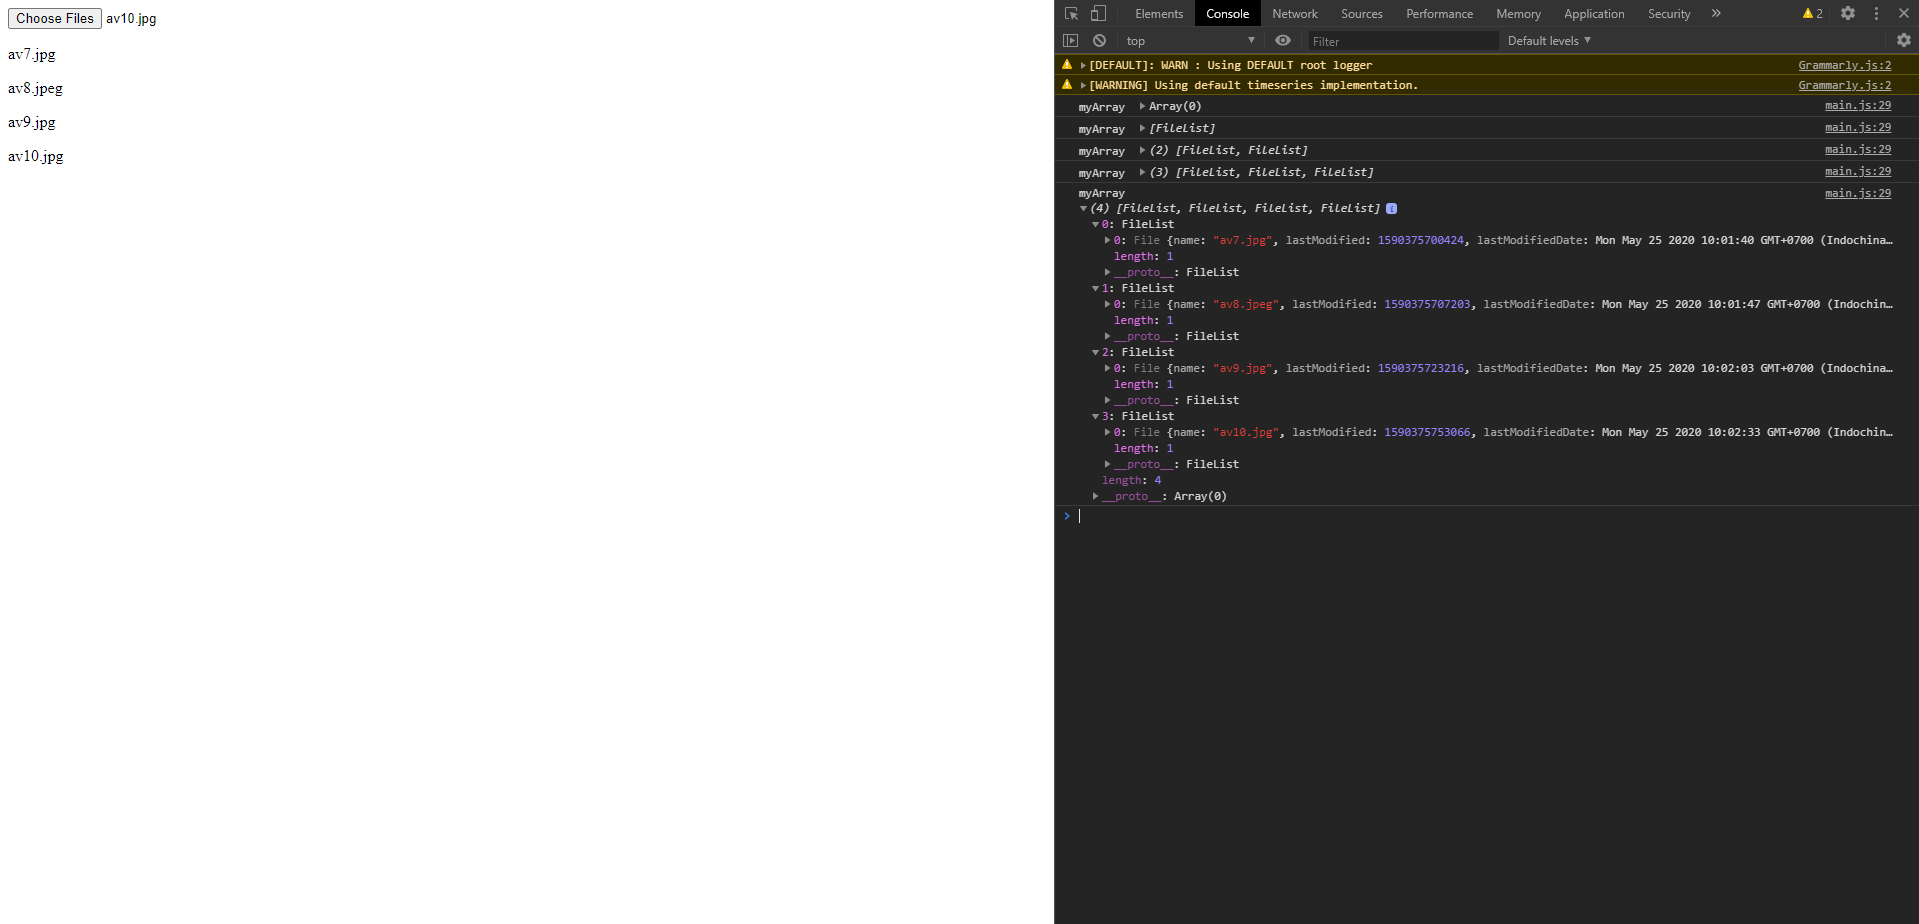 Choose Files av10.jpg
av7.jpg
av8.jpeg
av9.jpg
av10.jpg
Elements Console Network Sources Performance Memory Application Security » 2
top Filter Default levels
[DEFAULT]: WARN : Using DEFAULT root logger Grammarly.js:2
[WARNING] Using default timeseries implementation. Grammarly.js:2
myArray Array(0) main.js:29
myArray [FileList] main.js:29
myArray (2) [FileList, FileList] main.js:29
myArray (3) [FileList, FileList, FileList] main.js:29
myArray main.js:29
(4) [FileList, FileList, FileList, FileList] i
0: FileList
0: File {name: "av7.jpg", lastModified: 1590375700424, lastModifiedDate: Mon May 25 2020 10:01:40 GMT+0700 (Indochina…
length: 1
__proto__: FileList
1: FileList
0: File {name: "av8.jpeg", lastModified: 1590375707203, lastModifiedDate: Mon May 25 2020 10:01:47 GMT+0700 (Indochin…
length: 1
__proto__: FileList
2: FileList
0: File {name: "av9.jpg", lastModified: 1590375723216, lastModifiedDate: Mon May 25 2020 10:02:03 GMT+0700 (Indochina…
length: 1
__proto__: FileList
3: FileList
0: File {name: "av10.jpg", lastModified: 1590375753066, lastModifiedDate: Mon May 25 2020 10:02:33 GMT+0700 (Indochin…
length: 1
__proto__: FileList
length: 4
__proto__: Array(0)
>